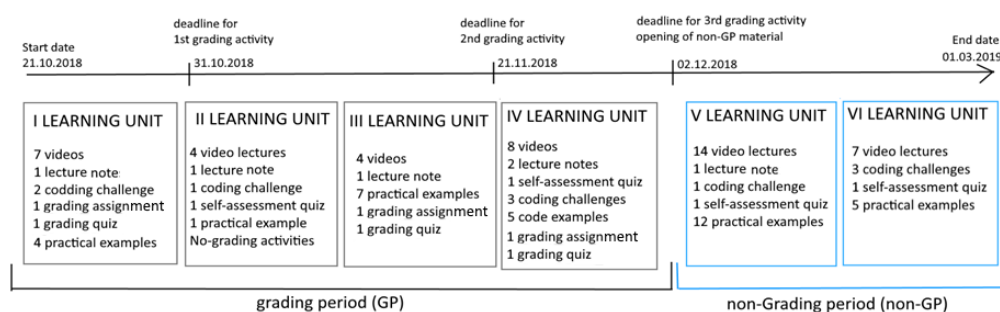 deadline for
1st grading activity
deadline for
2nd grading activity
deadline for 3rd grading activity
opening of non-GP material
Start date
21.10.2018
31.10.2018
21.11.2018
02.12.2018
End date
01.03.2019
I LEARNING UNIT
7 videos
1 lecture note
2 codding challenge
1 grading assignment
1 grading quiz
4 practical examples
II LEARNING UNIT
4 video lectures
1 lecture note
1 coding challenge
1 self-assessment quiz
1 practical example
No-grading activities
III LEARNING UNIT
4 videos
1 lecture note
7 practical examples
1 grading assignment
1 grading quiz
IV LEARNING UNIT
8 videos
2 lecture notes
1 self-assessment quiz
3 coding challenges
5 code examples
1 grading assignment
1 grading quiz
V LEARNING UNIT
14 video lectures
1 lecture note
1 coding challenge
1 self-assessment quiz
12 practical examples
VI LEARNING UNIT
7 video lectures
3 coding challenges
1 self-assessment quiz
5 practical examples
grading period (GP)
non-Grading period (non-GP)